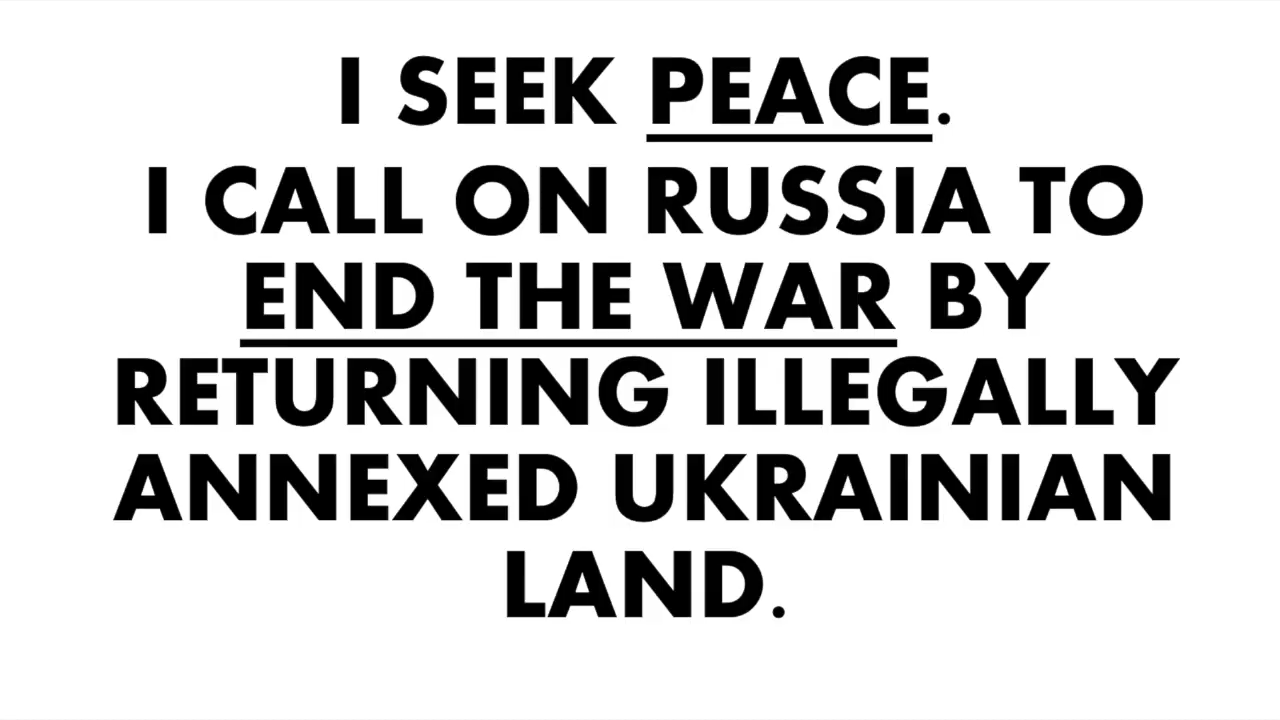 I SEEK PEACE.
I CALL ON RUSSIA TO
END THE WAR BY
RETURNING ILLEGALLY
ANNEXED UKRAINIAN
LAND.